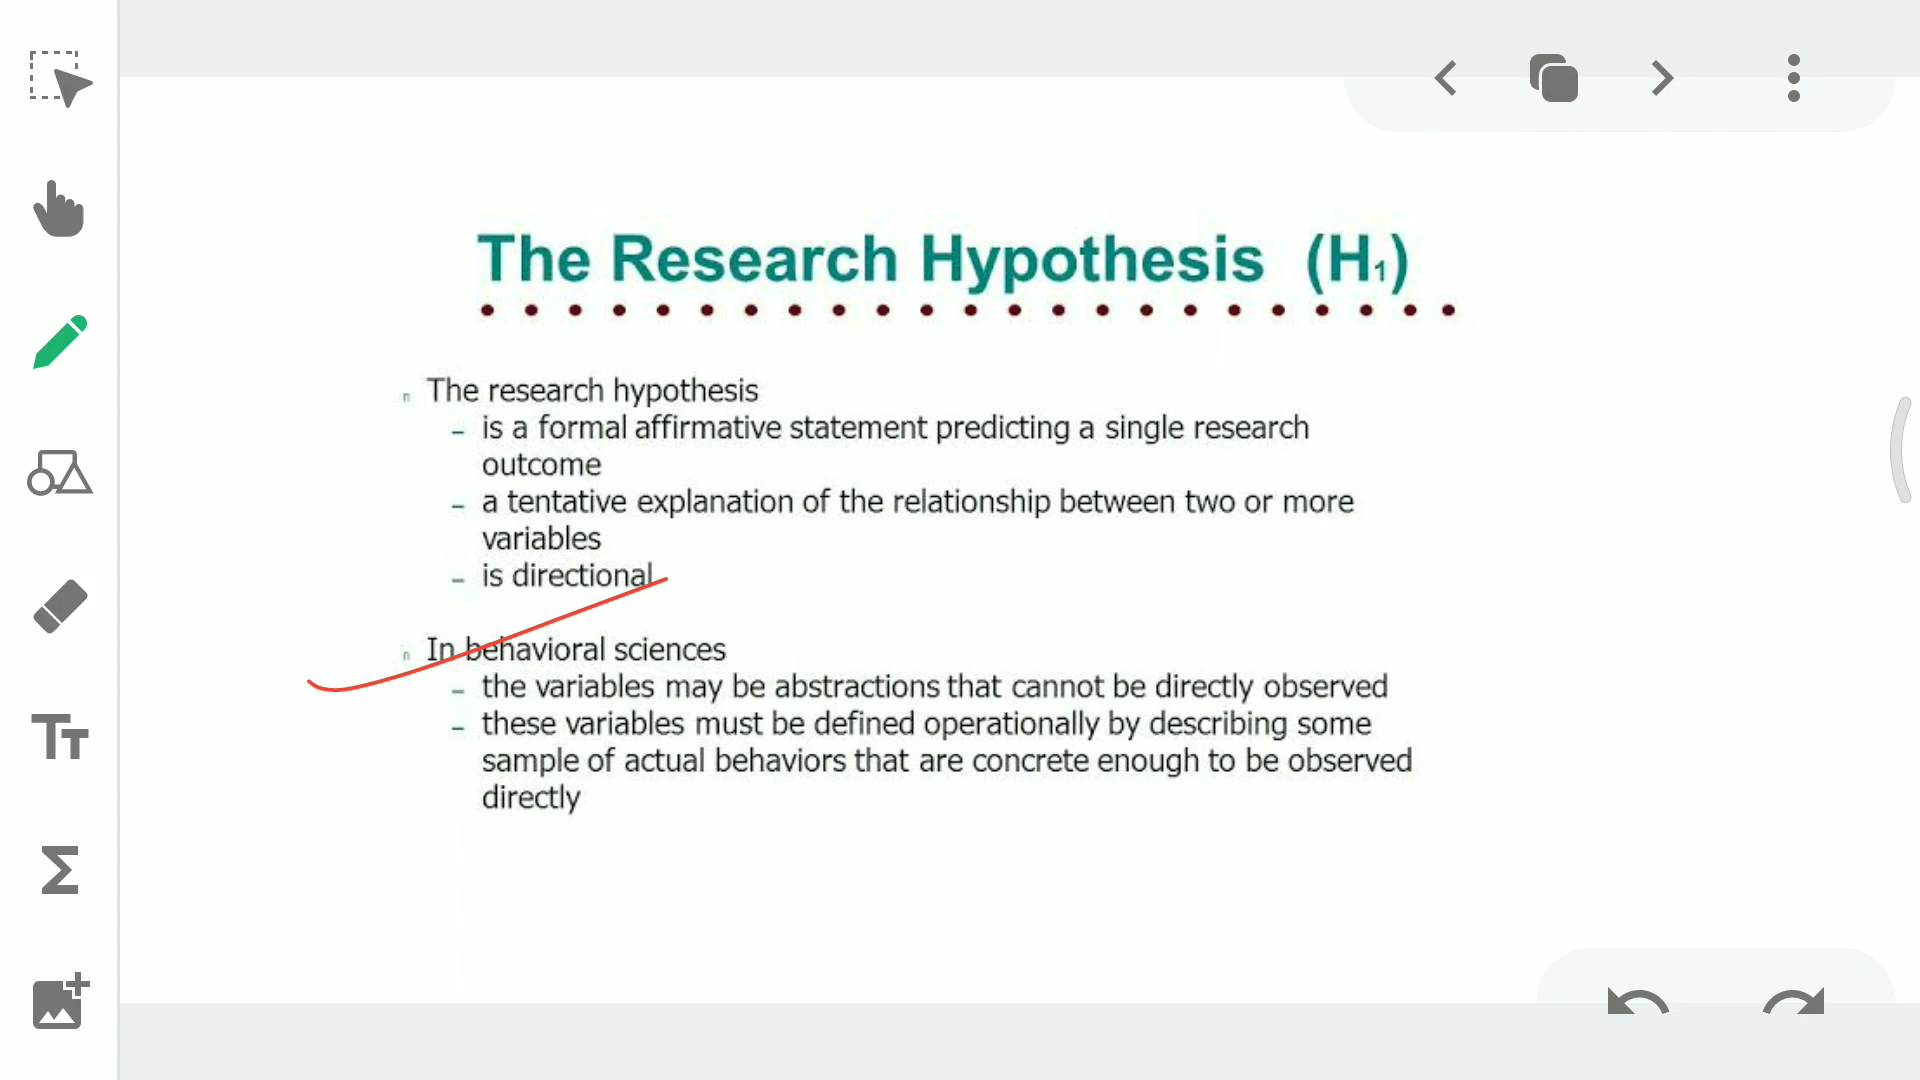 The Research Hypothesis (H₁)
n The research hypothesis
– is a formal affirmative statement predicting a single research
outcome
– a tentative explanation of the relationship between two or more
variables
– is directional
n In behavioral sciences
– the variables may be abstractions that cannot be directly observed
– these variables must be defined operationally by describing some
sample of actual behaviors that are concrete enough to be observed
directly